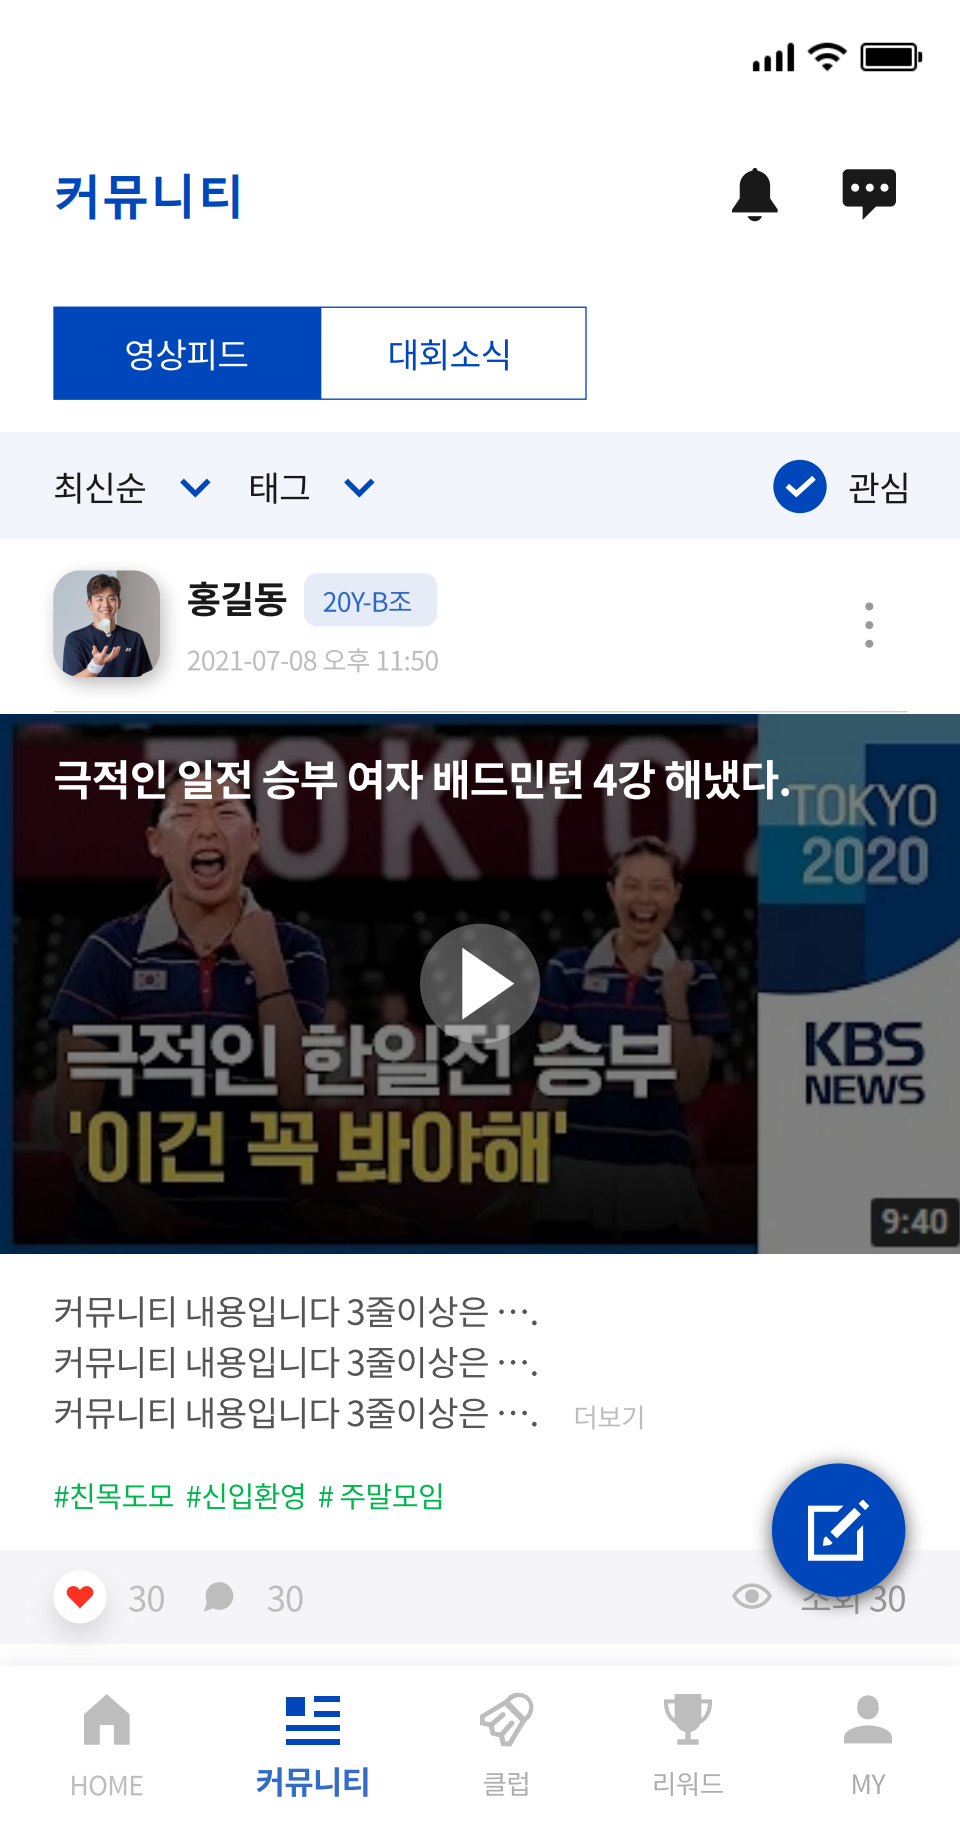 커뮤니티
영상피드 대회소식
최신순 태그 관심
홍길동 20Y-B조
2021-07-08 오후 11:50
TOKYO 2
극적인 일전 승부 여자 배드민턴 4강 해냈다.
TOKYO
2020
극적인 한일전 승부
'이건 꼭 봐야해'
KBS
NEWS
9:40
커뮤니티 내용입니다 3줄이상은 ….
커뮤니티 내용입니다 3줄이상은 ….
커뮤니티 내용입니다 3줄이상은 …. 더보기
#친목도모 #신입환영 # 주말모임
30 30 조회 30
HOME 커뮤니티 클럽 리워드 MY